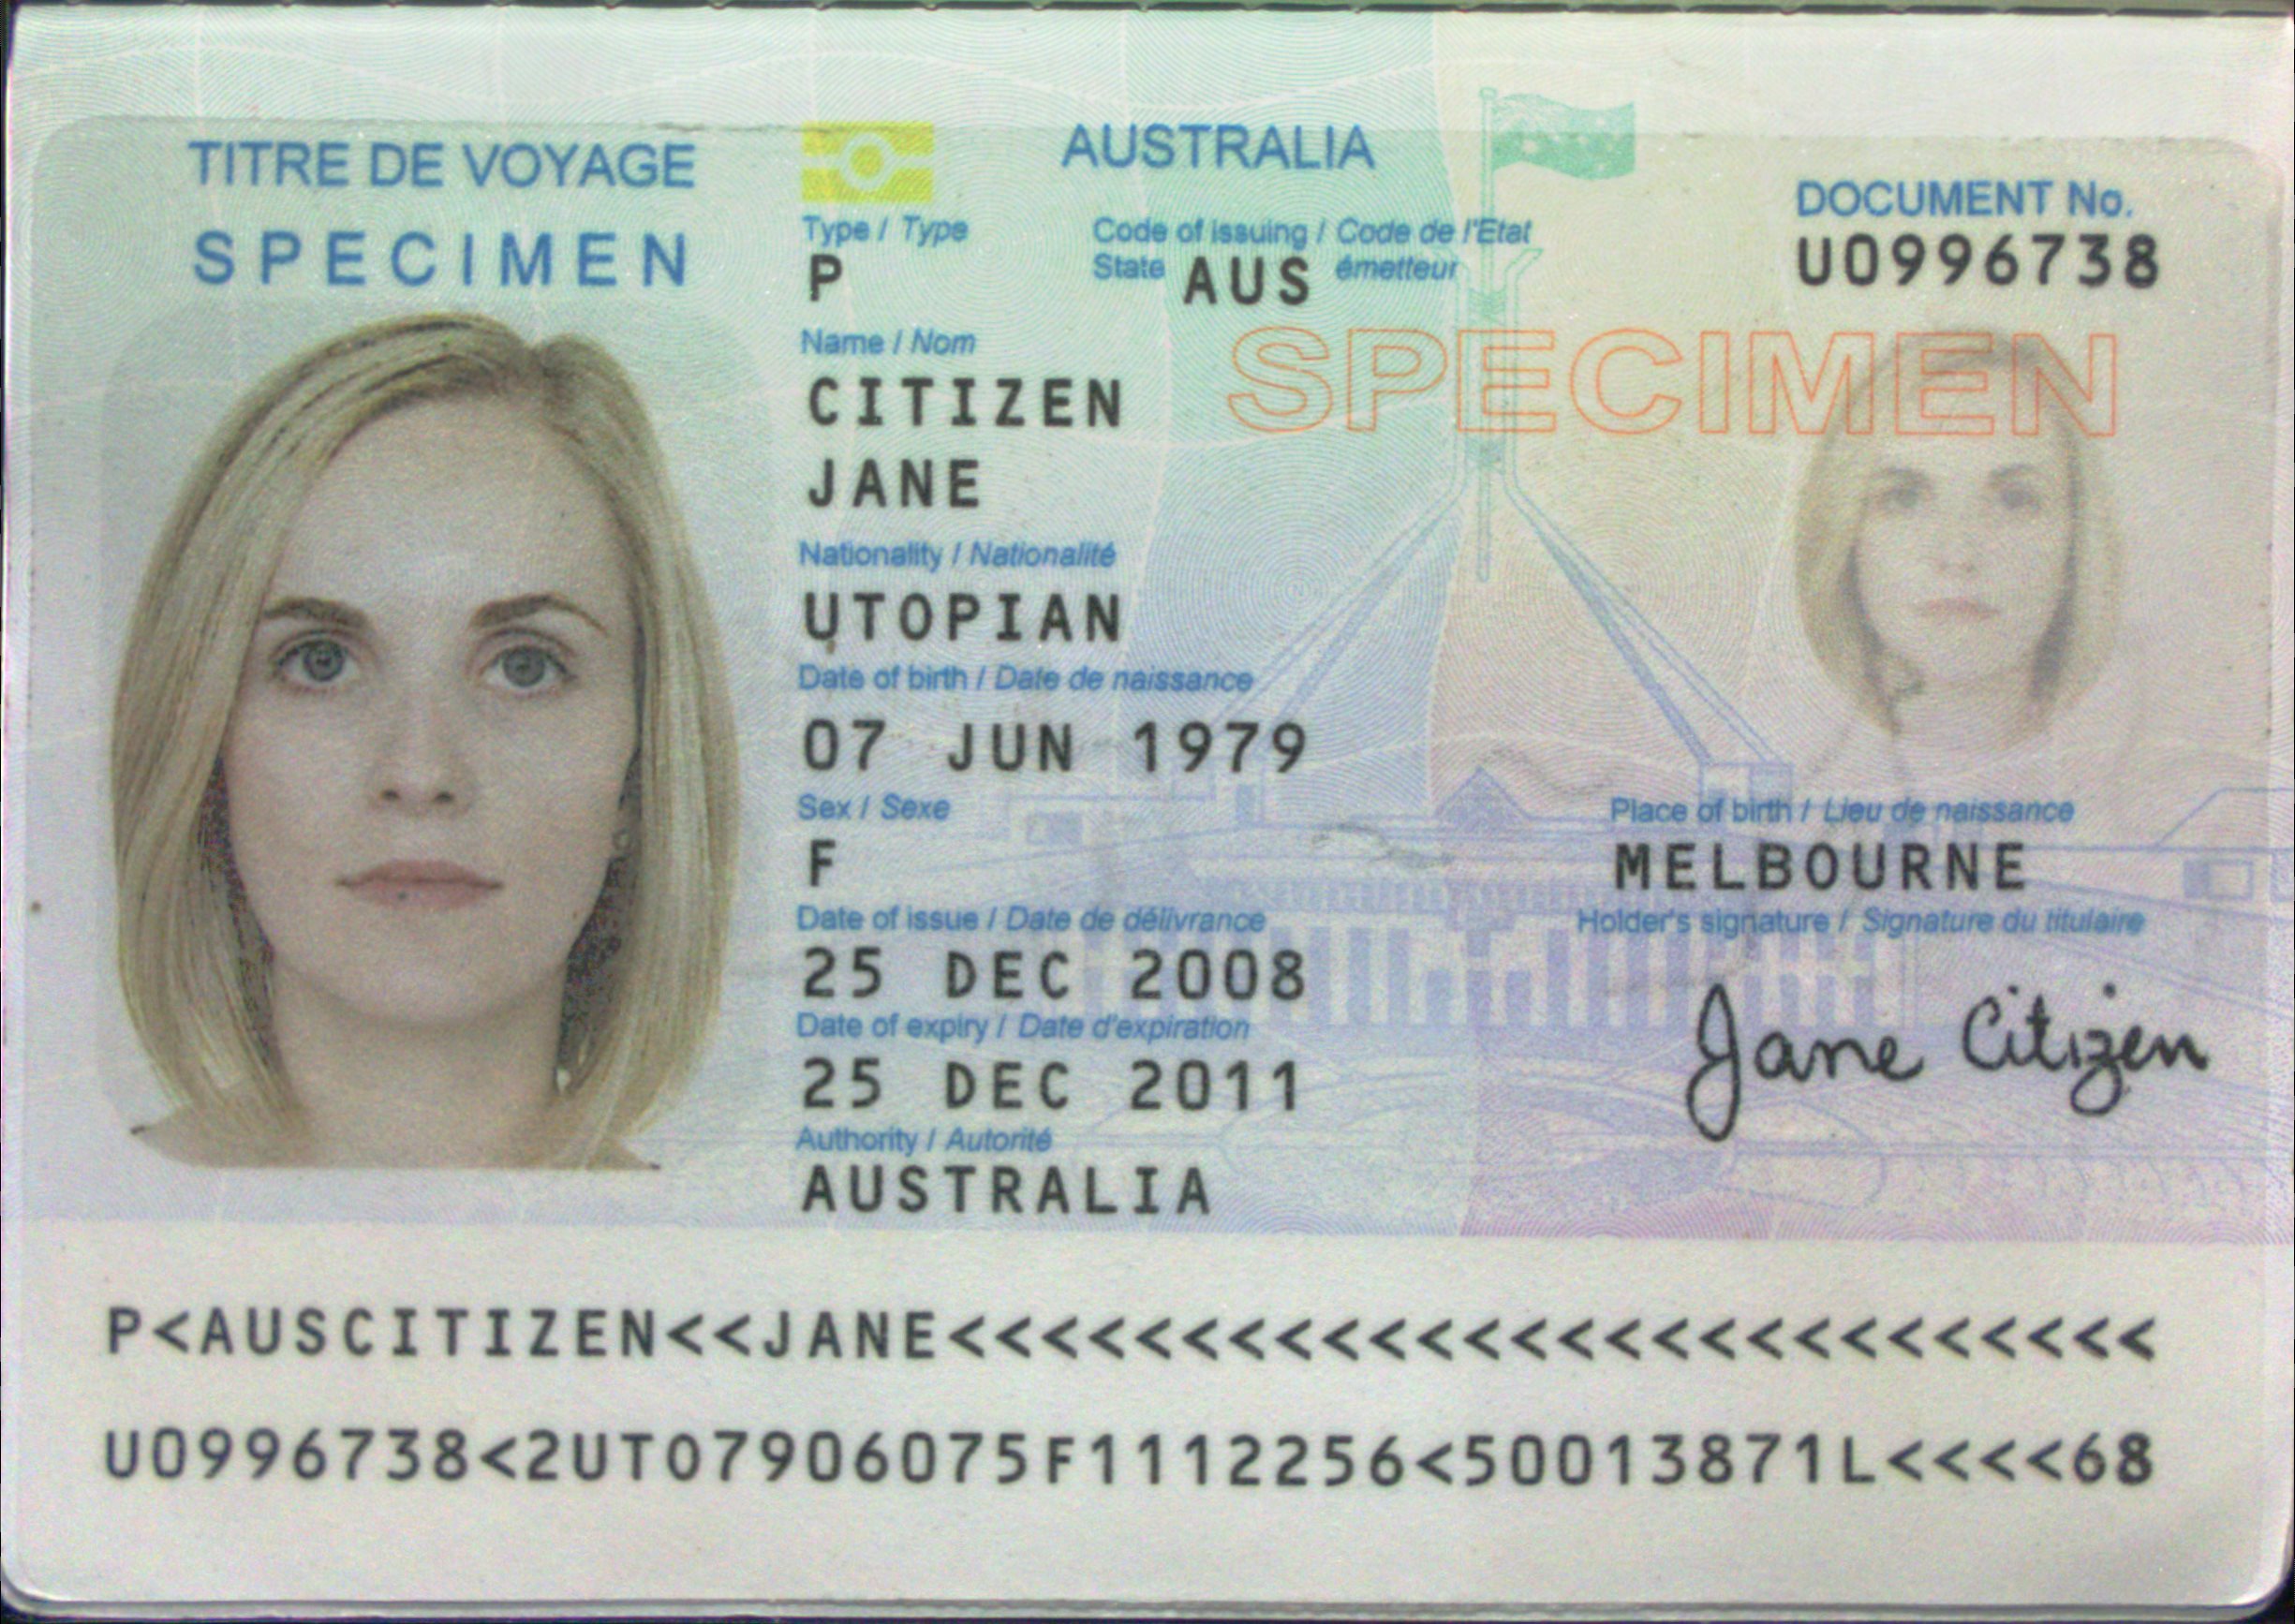 TITRE DE VOYAGE
SPECIMEN
AUSTRALIA
DOCUMENT No.
U0996738
Type / Type
P
Code of issuing / Code de l'Etat
State AUS émetteur
SPECIMEN
Name / Nom
CITIZEN
JANE
Nationality / Nationalité
UTOPIAN
Date of birth / Date de naissance
07 JUN 1979
Sex / Sexe
F
Place of birth / Lieu de naissance
MELBOURNE
Date of issue / Date de délivrance
25 DEC 2008
Holder's signature / Signature du titulaire
Jane Citizen
Date of expiry / Date d'expiration
25 DEC 2011
Authority / Autorité
AUSTRALIA
P<AUSCITIZEN<<JANE<<<<<<<<<<<<<<<<<<<<<<<<<<
U0996738<2UTO7906075F1112256<50013871L<<<<68